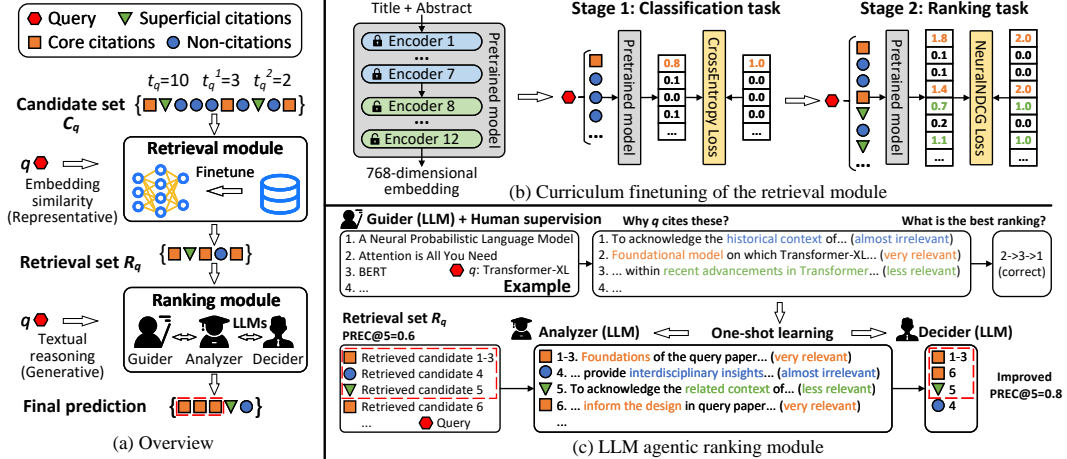 Query
Superficial citations
Core citations
Non-citations
t_q=10 t_q^1=3 t_q^2=2
Candidate set
C_q
{ }
Retrieval module
q
Finetune
Embedding
similarity
(Representative)
{ }
Retrieval set R_q
Ranking module
q
LLMs
Guider Analyzer Decider
Textual
reasoning
(Generative)
Final prediction { }
(a) Overview
Title + Abstract
Encoder 1
...
Encoder 7
Encoder 8
...
Encoder 12
Pretrained model
768-dimensional
embedding
Stage 1: Classification task
Query
...
Pretrained model
0.8
0.1
0.0
0.1
...
CrossEntropy Loss
1.0
0.0
0.0
0.0
...
Stage 2: Ranking task
Query
...
Pretrained model
1.8
0.1
0.1
1.4
0.7
0.2
1.1
...
NeuralNDCG Loss
2.0
0.0
0.0
2.0
1.0
0.0
1.0
...
(b) Curriculum finetuning of the retrieval module
Guider (LLM) + Human supervision
1. A Neural Probabilistic Language Model
2. Attention is All You Need
3. BERT
q: Transformer-XL
4. ...
Example
Why q cites these?
1. To acknowledge the historical context of... (almost irrelevant)
2. Foundational model on which Transformer-XL... (very relevant)
3. ... within recent advancements in Transformer... (less relevant)
4. ...
What is the best ranking?
2->3->1
(correct)
One-shot learning
Retrieval set R_q
PREC@5=0.6
Retrieved candidate 1-3
Retrieved candidate 4
Retrieved candidate 5
Retrieved candidate 6
...
Query
Analyzer (LLM)
1-3. Foundations of the query paper... (very relevant)
4. ... provide interdisciplinary insights... (almost irrelevant)
5. To acknowledge the related context of... (less relevant)
6. ... inform the design in query paper... (very relevant)
...
Decider (LLM)
1-3
6
5
4
Improved
PREC@5=0.8
(c) LLM agentic ranking module